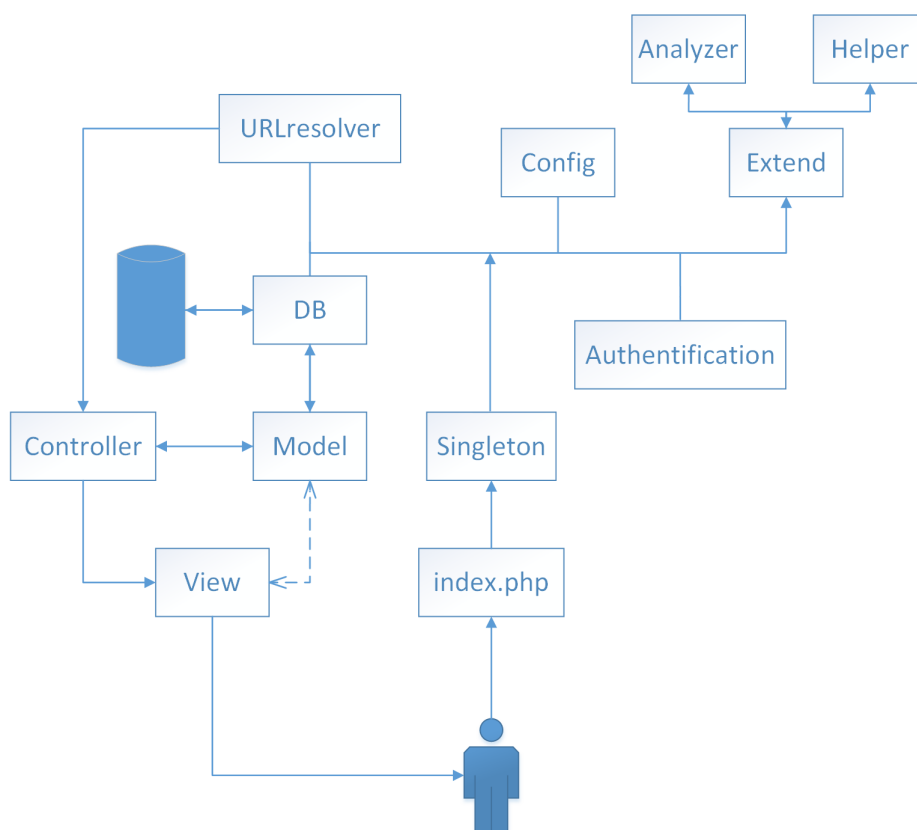 Analyzer
Helper
URLresolver
Config
Extend
DB
Authentification
Controller
Model
Singleton
View
index.php